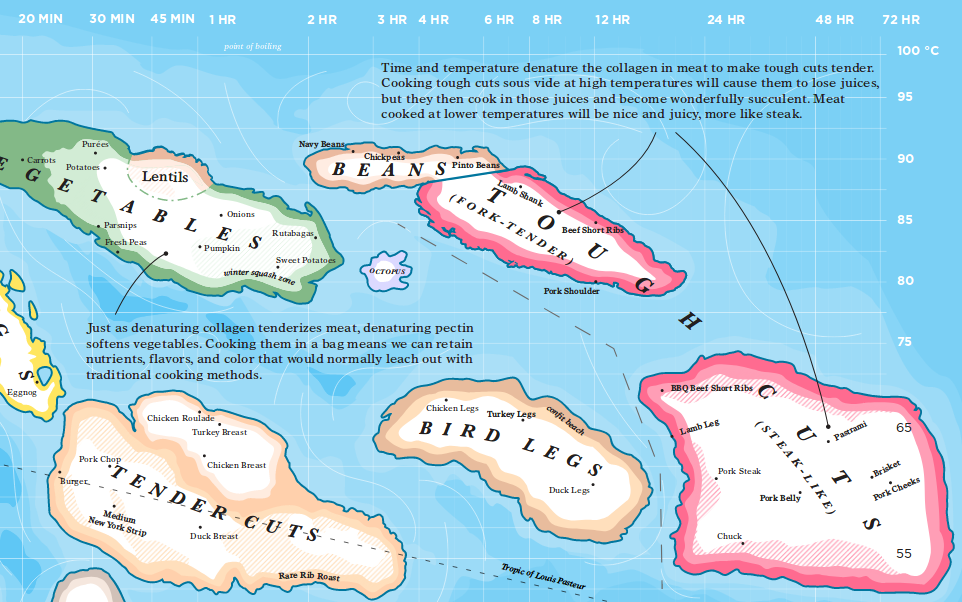 20 MIN 30 MIN 45 MIN 1 HR 2 HR 3 HR 4 HR 6 HR 8 HR 12 HR 24 HR 48 HR 72 HR
point of boiling
100 °C
Time and temperature denature the collagen in meat to make tough cuts tender.
Cooking tough cuts sous vide at high temperatures will cause them to lose juices,
but they then cook in those juices and become wonderfully succulent. Meat
cooked at lower temperatures will be nice and juicy, more like steak.
95
90
85
80
75
65
55
EGETABLES
Purées
Carrots
Potatoes
Lentils
Parsnips
Fresh Peas
Onions
Pumpkin
Rutabagas
Sweet Potatoes
winter squash zone
Navy Beans
Chickpeas
BEANS
Pinto Beans
OCTOPUS
TOUGH
(FORK-TENDER)
Lamb Shank
Beef Short Ribs
Pork Shoulder
Just as denaturing collagen tenderizes meat, denaturing pectin
softens vegetables. Cooking them in a bag means we can retain
nutrients, flavors, and color that would normally leach out with
traditional cooking methods.
GS
Eggnog
Chicken Roulade
Turkey Breast
Chicken Breast
Pork Chop
Burger
TENDER CUTS
Medium
New York Strip
Duck Breast
Rare Rib Roast
Chicken Legs
Turkey Legs
confit beach
BIRD LEGS
Duck Legs
Tropic of Louis Pasteur
CUTS
(STEAK-LIKE)
BBQ Beef Short Ribs
Lamb Leg
Pastrami
Pork Steak
Brisket
Pork Belly
Pork Cheeks
Chuck